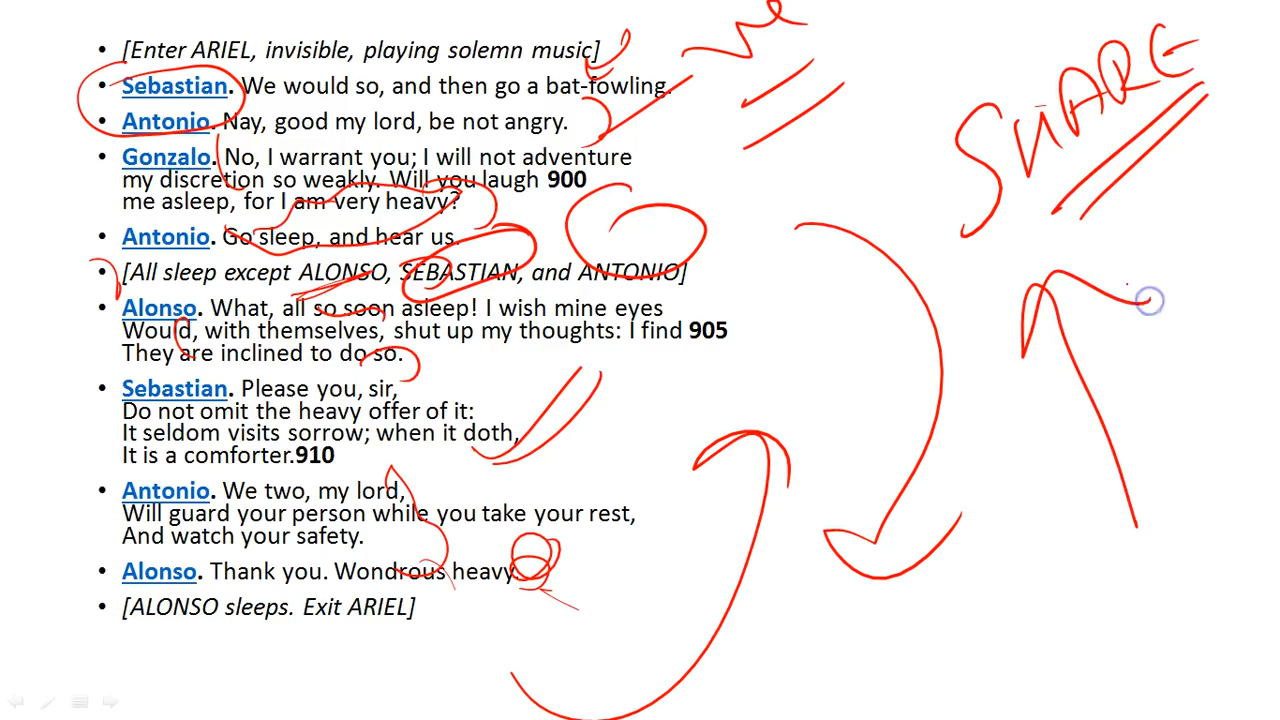 • [Enter ARIEL, invisible, playing solemn music]
• Sebastian. We would so, and then go a bat-fowling.
• Antonio. Nay, good my lord, be not angry.
• Gonzalo. No, I warrant you; I will not adventure
my discretion so weakly. Will you laugh 900
me asleep, for I am very heavy?
• Antonio. Go sleep, and hear us.
• [All sleep except ALONSO, SEBASTIAN, and ANTONIO]
• Alonso. What, all so soon asleep! I wish mine eyes
Would, with themselves, shut up my thoughts: I find 905
They are inclined to do so.
• Sebastian. Please you, sir,
Do not omit the heavy offer of it:
It seldom visits sorrow; when it doth,
It is a comforter.910
• Antonio. We two, my lord,
Will guard your person while you take your rest,
And watch your safety.
• Alonso. Thank you. Wondrous heavy.
• [ALONSO sleeps. Exit ARIEL]
SHARE